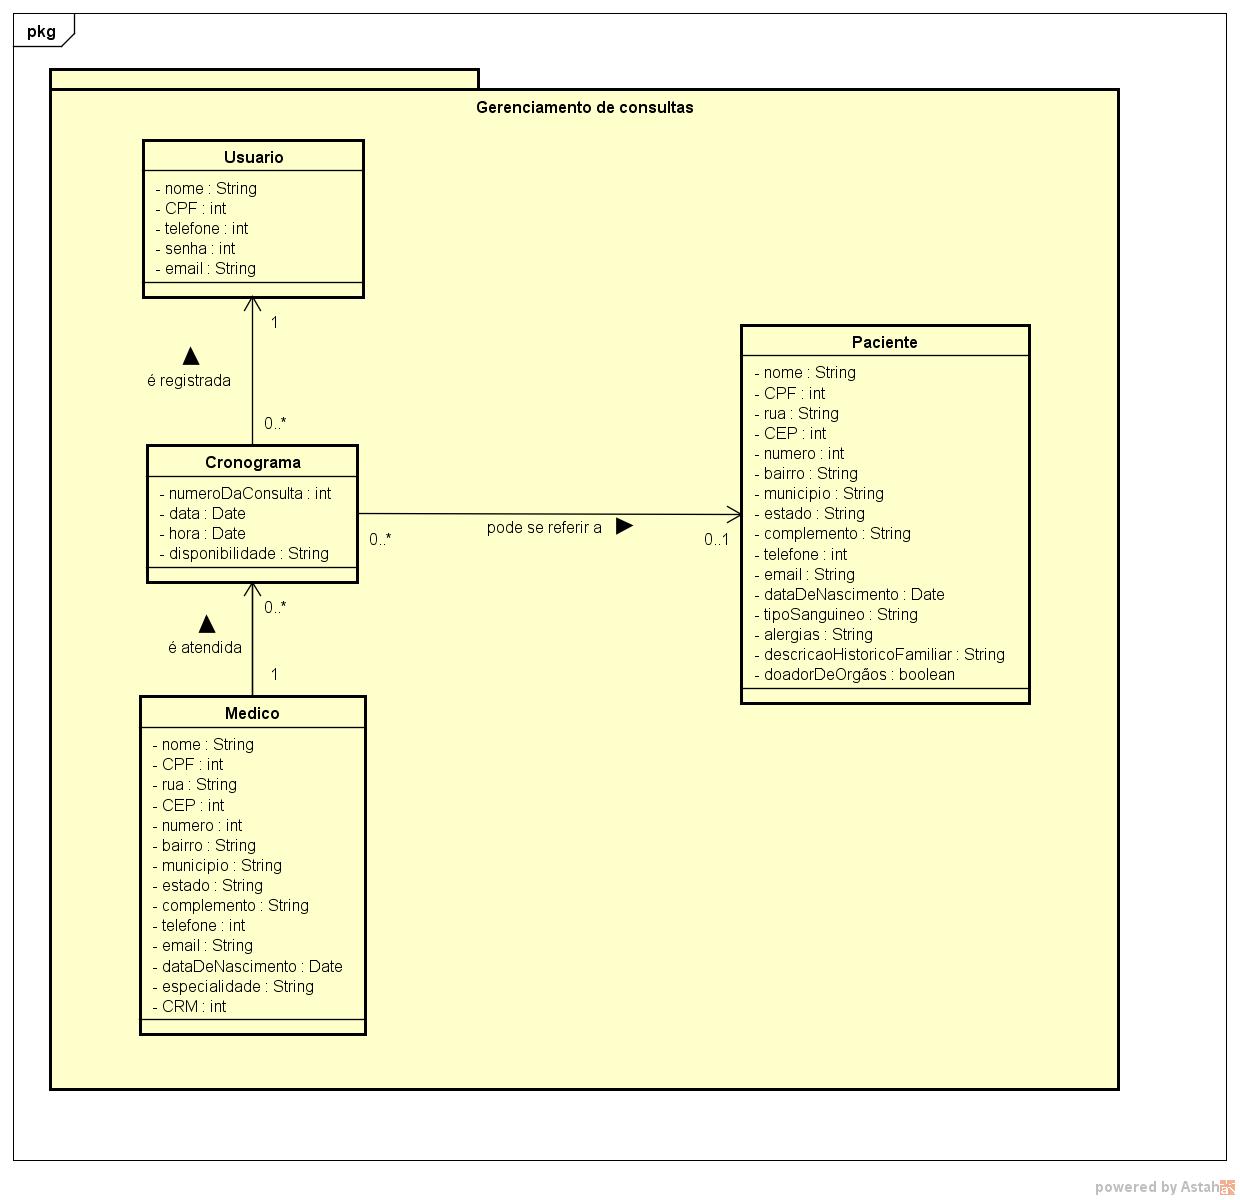 pkg
Gerenciamento de consultas
Usuario
- nome : String
- CPF : int
- telefone : int
- senha : int
- email : String
1
é registrada
0..*
Cronograma
- numeroDaConsulta : int
- data : Date
- hora : Date
- disponibilidade : String
0..*
pode se referir a
0..1
Paciente
- nome : String
- CPF : int
- rua : String
- CEP : int
- numero : int
- bairro : String
- municipio : String
- estado : String
- complemento : String
- telefone : int
- email : String
- dataDeNascimento : Date
- tipoSanguineo : String
- alergias : String
- descricaoHistoricoFamiliar : String
- doadorDeOrgãos : boolean
0..*
é atendida
1
Medico
- nome : String
- CPF : int
- rua : String
- CEP : int
- numero : int
- bairro : String
- municipio : String
- estado : String
- complemento : String
- telefone : int
- email : String
- dataDeNascimento : Date
- especialidade : String
- CRM : int
powered by Astah